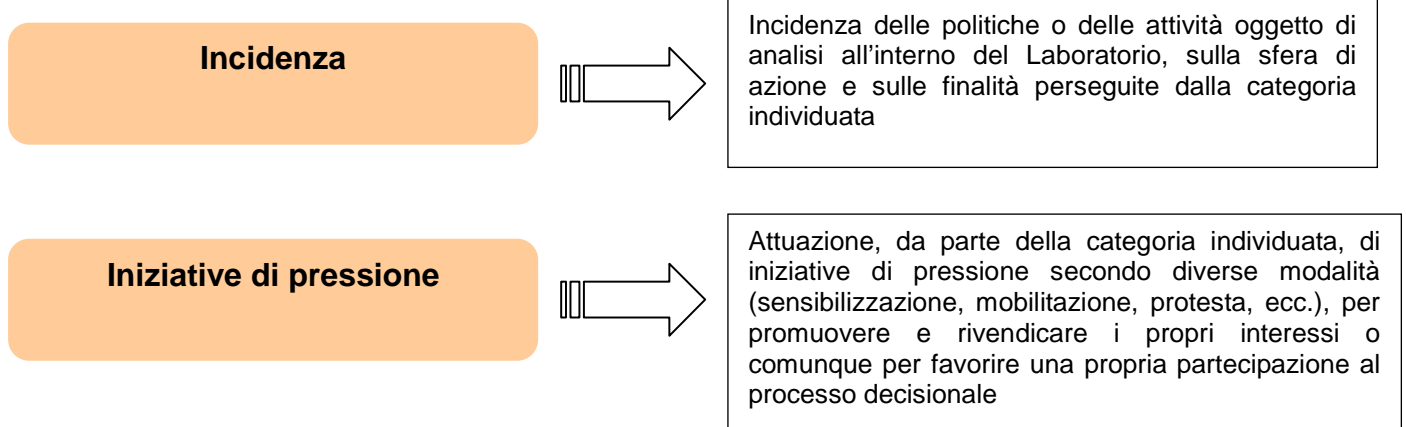 Incidenza
Incidenza delle politiche o delle attività oggetto di
analisi all’interno del Laboratorio, sulla sfera di
azione e sulle finalità perseguite dalla categoria
individuata
Iniziative di pressione
Attuazione, da parte della categoria individuata, di
iniziative di pressione secondo diverse modalità
(sensibilizzazione, mobilitazione, protesta, ecc.), per
promuovere e rivendicare i propri interessi o
comunque per favorire una propria partecipazione al
processo decisionale